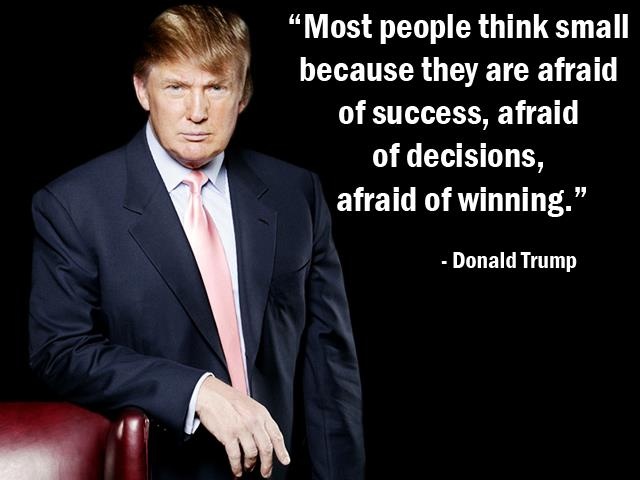 “Most people think small
because they are afraid
of success, afraid
of decisions,
afraid of winning.”
- Donald Trump